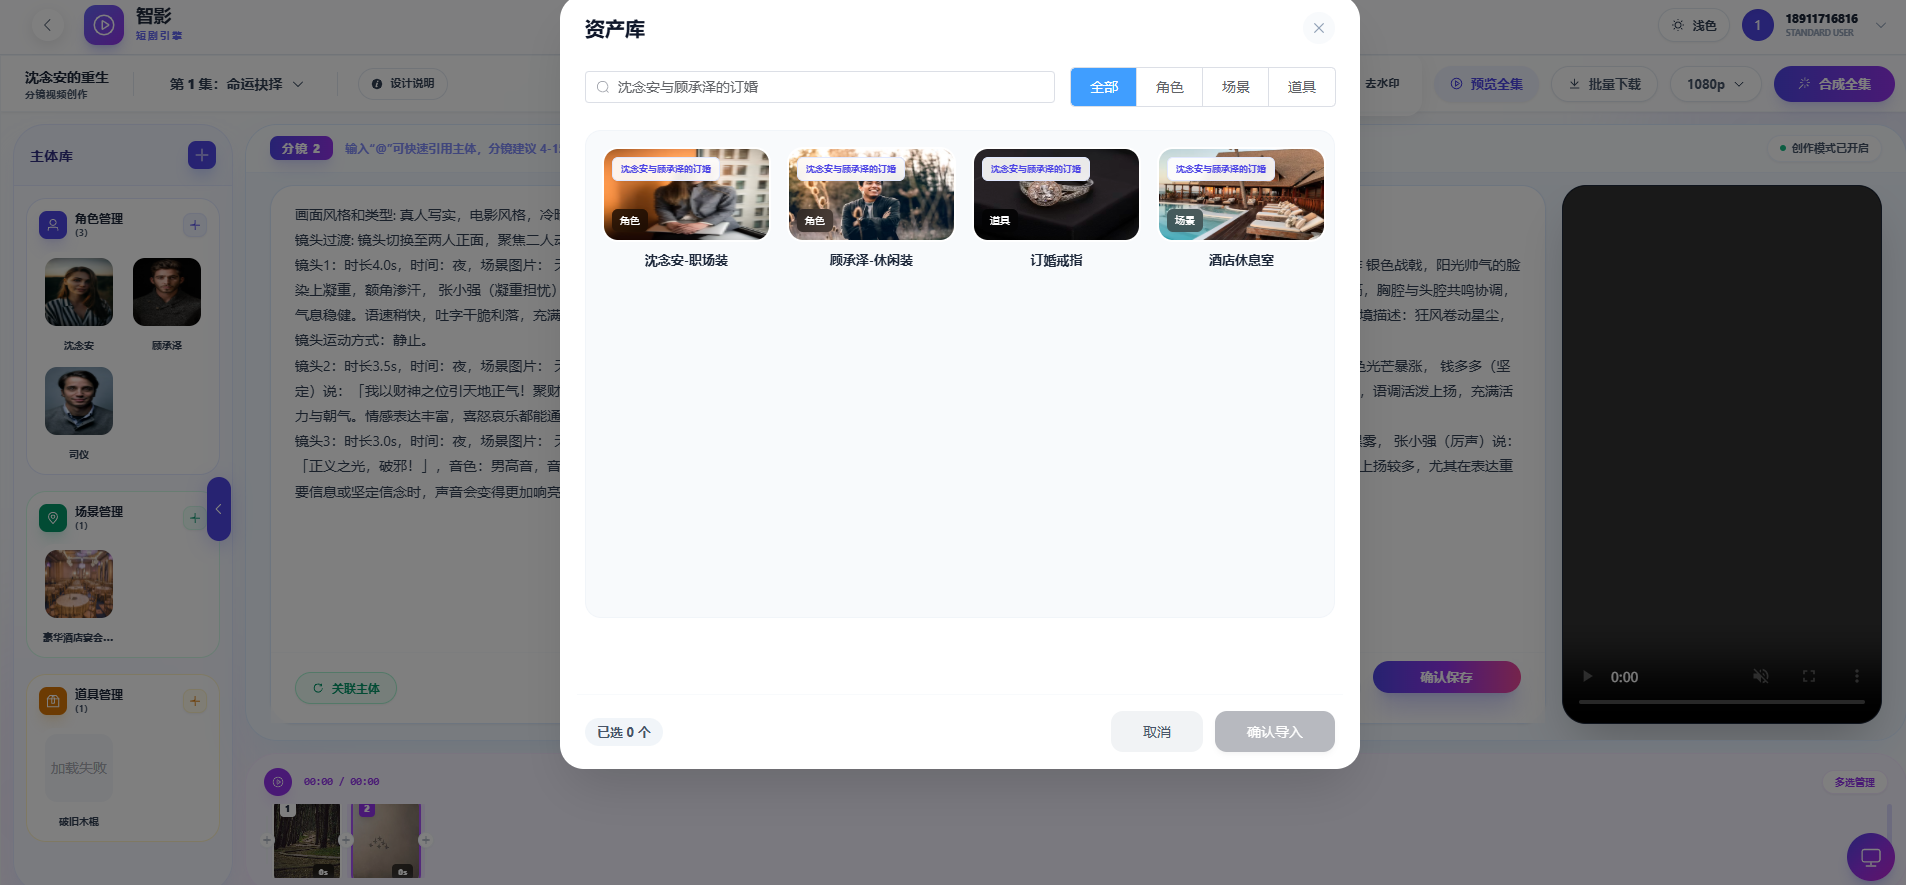 智影
短剧引擎
浅色
1
18911716816
STANDARD USER
沈念安的重生
分镜视频创作
第 1 集：命运抉择
设计说明
去水印
预览全集
批量下载
1080p
合成全集
主体库
角色管理
(3)
沈念安
顾承泽
司仪
场景管理
(1)
豪华酒店宴会...
道具管理
(1)
加载失败
破旧木棍
分镜 2
输入“@”可快速引用主体，分镜建议 4-1
创作模式已开启
画面风格和类型: 真人写实，电影风格，冷
镜头过渡: 镜头切换至两人正面，聚焦二人
镜头1：时长4.0s，时间：夜，场景图片：
银色战戟，阳光帅气的脸
染上凝重，额角渗汗， 张小强（凝重担忧）
，胸腔与头腔共鸣协调，
气息稳健。语速稍快，吐字干脆利落，充满
境描述：狂风卷动星尘，
镜头运动方式：静止。
镜头2：时长3.5s，时间：夜，场景图片：
光芒暴涨， 钱多多（坚
定）说：「我以财神之位引天地正气！聚财
，语调活泼上扬，充满活
力与朝气。情感表达丰富，喜怒哀乐都能通
镜头3：时长3.0s，时间：夜，场景图片：
雾， 张小强（厉声）说：
「正义之光，破邪！」，音色：男高音，音
上扬较多，尤其在表达重
要信息或坚定信念时，声音会变得更加响亮
关联主体
确认保存
0:00
资产库
沈念安与顾承泽的订婚
全部
角色
场景
道具
沈念安与顾承泽的订婚
角色
沈念安-职场装
沈念安与顾承泽的订婚
角色
顾承泽-休闲装
沈念安与顾承泽的订婚
道具
订婚戒指
沈念安与顾承泽的订婚
场景
酒店休息室
已选 0 个
取消
确认导入
00:00 / 00:00
多选管理
1
0s
2
0s